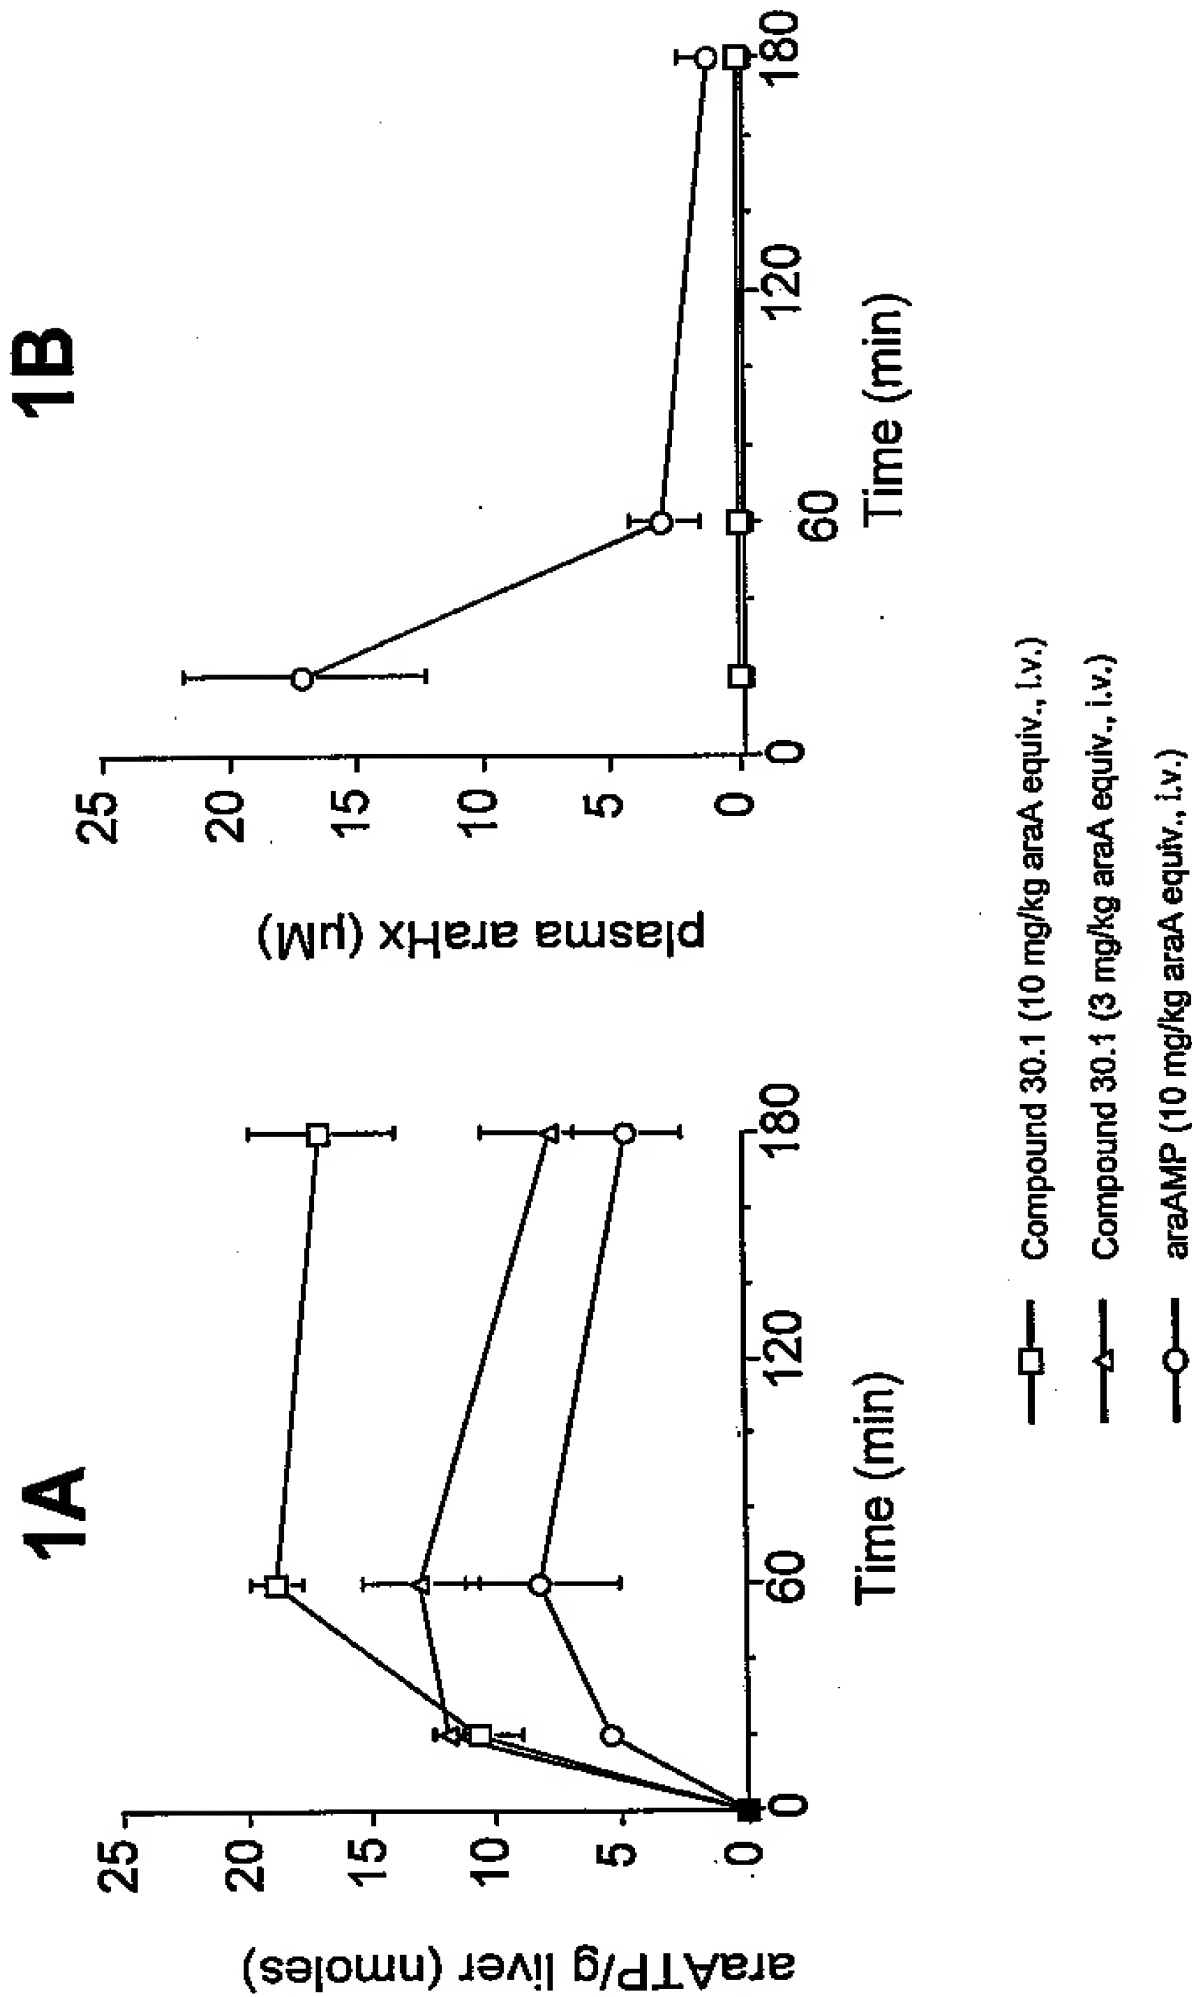 1A
araATP/g liver (nmoles)
25
20
15
10
5
0
0
60
120
180
Time (min)
1B
plasma araHx (µM)
25
20
15
10
5
0
0
60
120
180
Time (min)
Compound 30.1 (10 mg/kg araA equiv., i.v.)
Compound 30.1 (3 mg/kg araA equiv., i.v.)
araAMP (10 mg/kg araA equiv., i.v.)